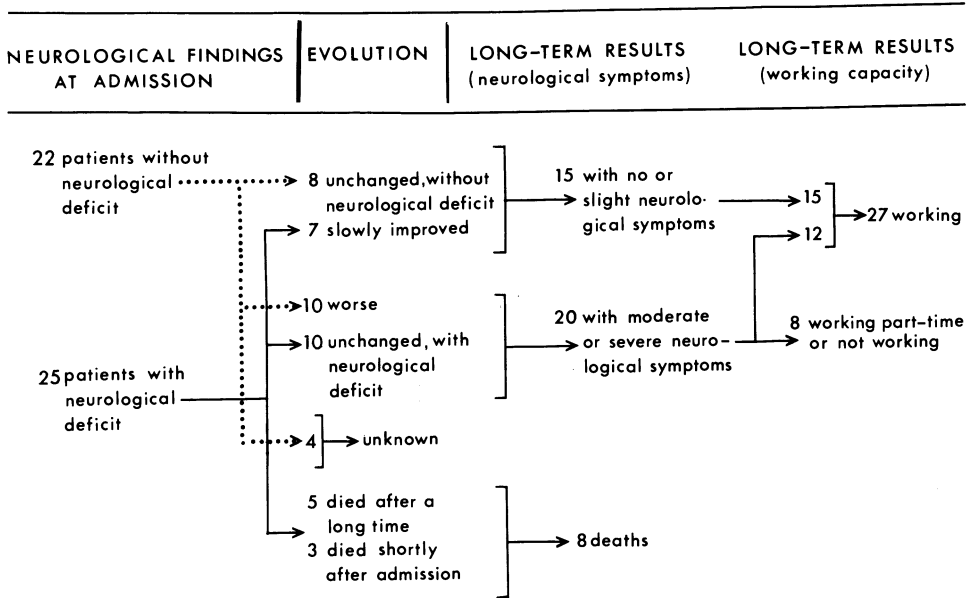 NEUROLOGICAL FINDINGS
AT ADMISSION
EVOLUTION
LONG-TERM RESULTS
(neurological symptoms)
LONG-TERM RESULTS
(working capacity)
22 patients without
neurological
deficit
8 unchanged, without
neurological deficit
7 slowly improved
15 with no or
slight neurolo-
gical symptoms
15
12
27 working
10 worse
10 unchanged, with
neurological
deficit
20 with moderate
or severe neuro-
logical symptoms
8 working part-time
or not working
25 patients with
neurological
deficit
4
unknown
5 died after a
long time
3 died shortly
after admission
8 deaths